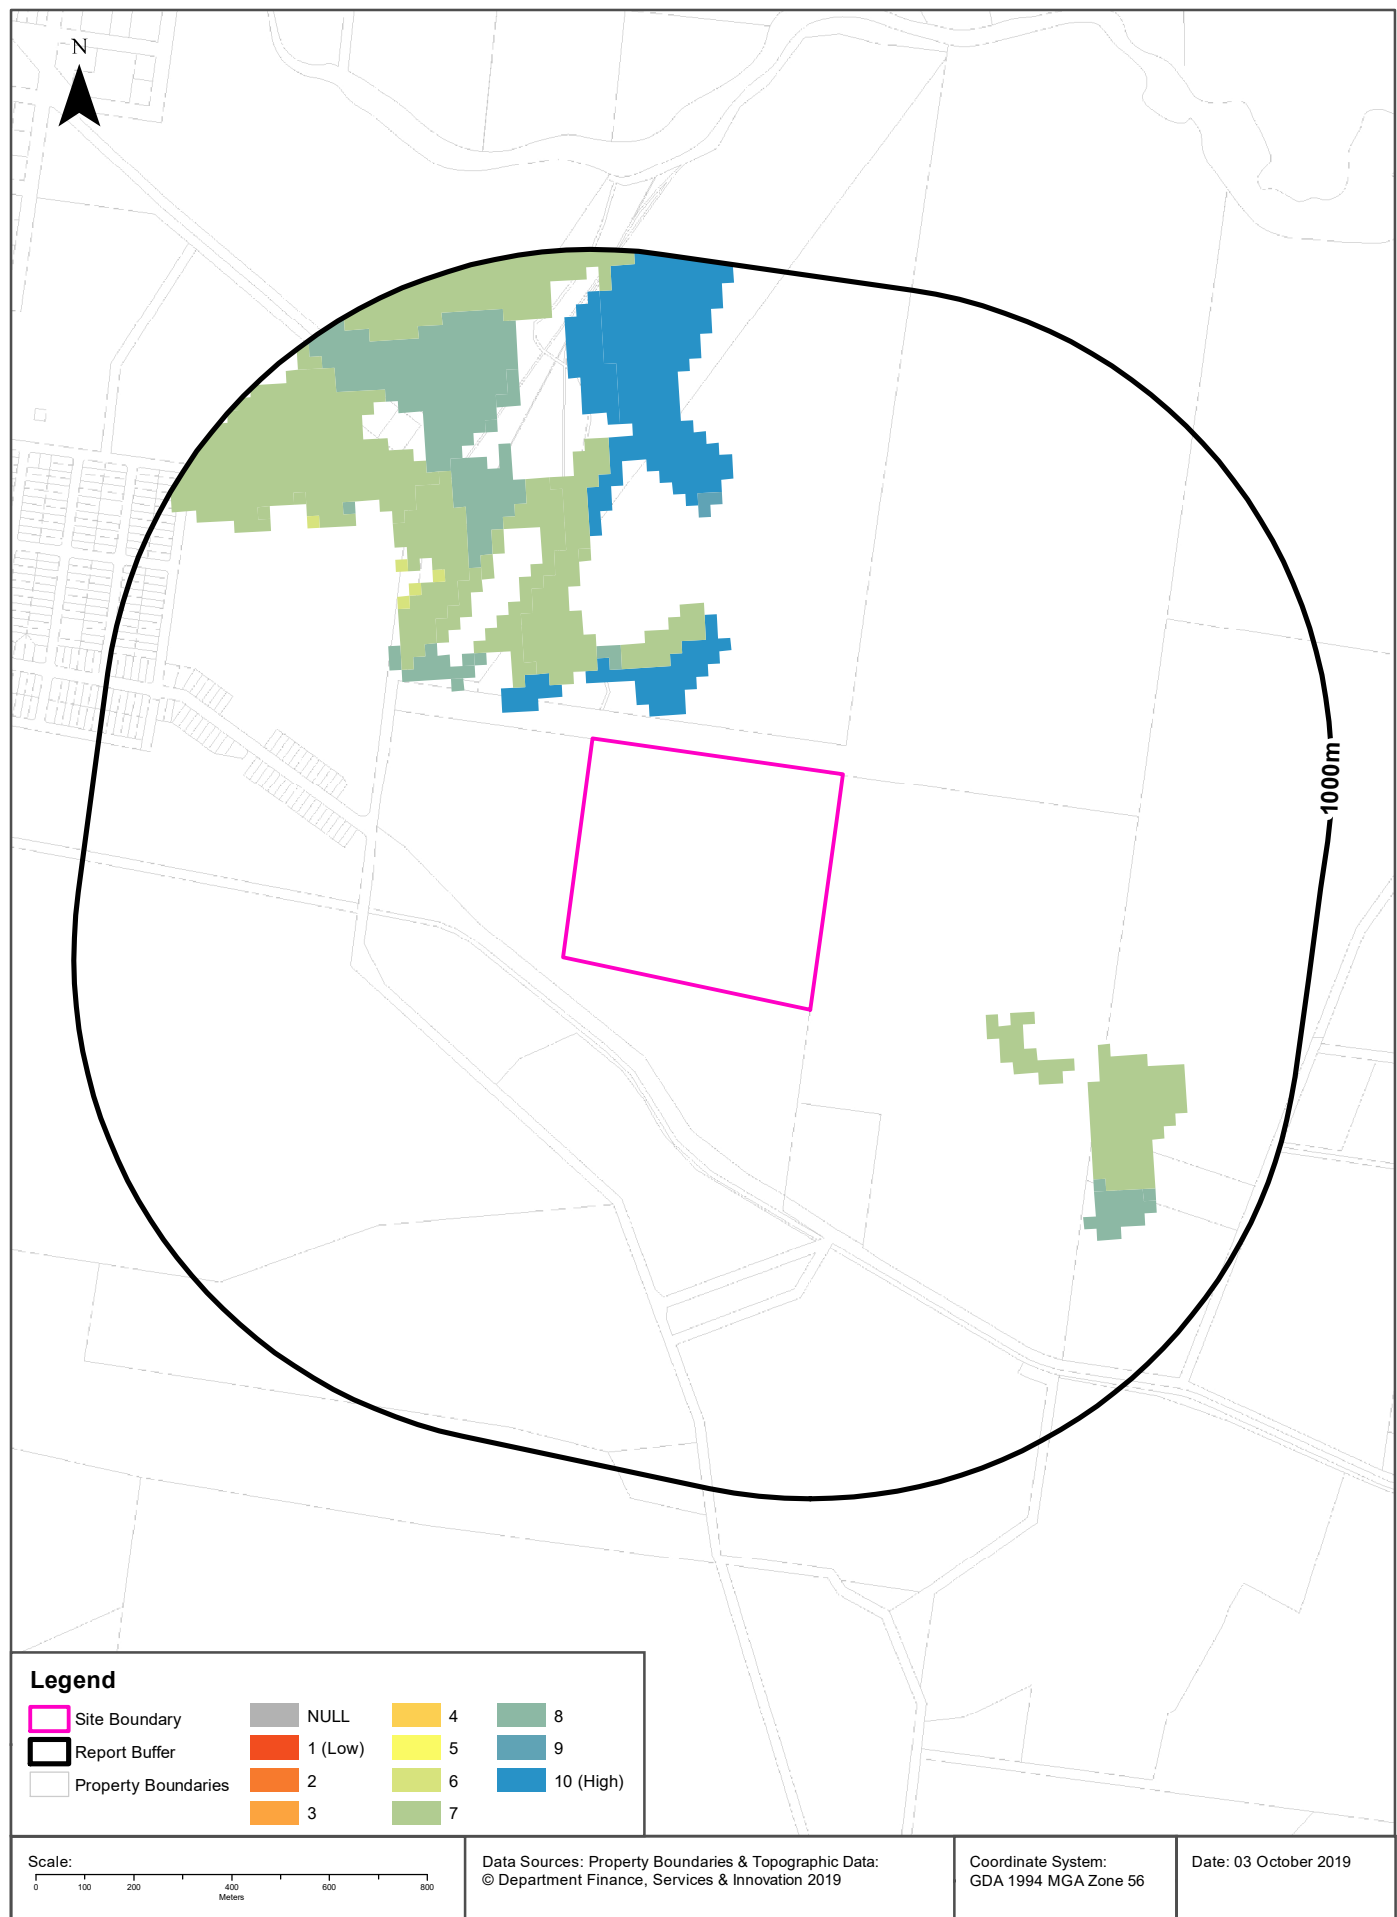 N
1000m
Legend
Site Boundary
Report Buffer
Property Boundaries
NULL
1 (Low)
2
3
4
5
6
7
8
9
10 (High)
Scale:
0 100 200 400 600 800
Meters
Data Sources: Property Boundaries & Topographic Data:
© Department Finance, Services & Innovation 2019
Coordinate System:
GDA 1994 MGA Zone 56
Date: 03 October 2019